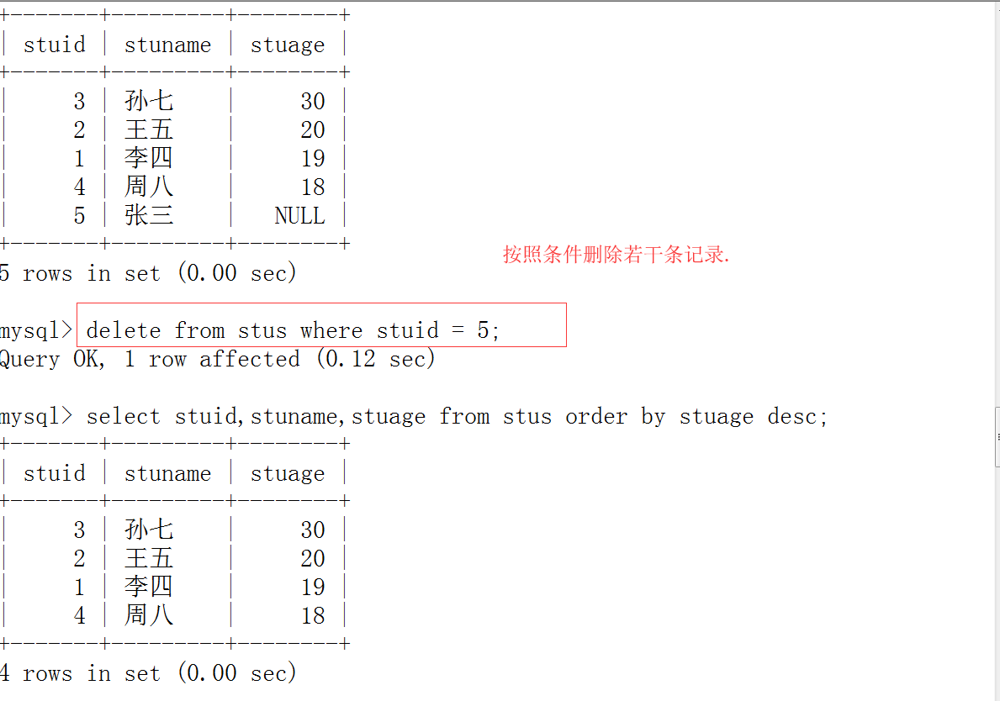 +-------+---------+--------+
| stuid | stuname | stuage |
+-------+---------+--------+
|     3 | 孙七    |     30 |
|     2 | 王五    |     20 |
|     1 | 李四    |     19 |
|     4 | 周八    |     18 |
|     5 | 张三    |   NULL |
+-------+---------+--------+
按照条件删除若干条记录.
5 rows in set (0.00 sec)
mysql> delete from stus where stuid = 5;
Query OK, 1 row affected (0.12 sec)
mysql> select stuid,stuname,stuage from stus order by stuage desc;
+-------+---------+--------+
| stuid | stuname | stuage |
+-------+---------+--------+
|     3 | 孙七    |     30 |
|     2 | 王五    |     20 |
|     1 | 李四    |     19 |
|     4 | 周八    |     18 |
+-------+---------+--------+
4 rows in set (0.00 sec)